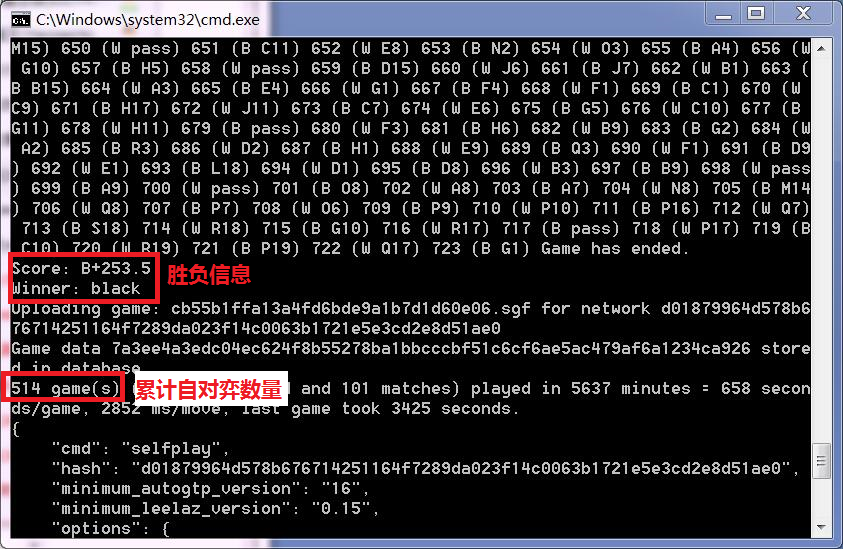 C:\Windows\system32\cmd.exe
M15) 650 (W pass) 651 (B C11) 652 (W E8) 653 (B N2) 654 (W O3) 655 (B A4) 656 (W
G10) 657 (B H5) 658 (W pass) 659 (B D15) 660 (W J6) 661 (B J7) 662 (W B1) 663 (
B B15) 664 (W A3) 665 (B E4) 666 (W G1) 667 (B F4) 668 (W F1) 669 (B C1) 670 (W
C9) 671 (B H17) 672 (W J11) 673 (B C7) 674 (W E6) 675 (B G5) 676 (W C10) 677 (B
G11) 678 (W H11) 679 (B pass) 680 (W F3) 681 (B H6) 682 (W B9) 683 (B G2) 684 (W
A2) 685 (B R3) 686 (W D2) 687 (B H1) 688 (W E9) 689 (B Q3) 690 (W F1) 691 (B D9
) 692 (W E1) 693 (B L18) 694 (W D1) 695 (B D8) 696 (W B3) 697 (B B9) 698 (W pass
) 699 (B A9) 700 (W pass) 701 (B O8) 702 (W A8) 703 (B A7) 704 (W N8) 705 (B M14
) 706 (W Q8) 707 (B P7) 708 (W O6) 709 (B P9) 710 (W P10) 711 (B P16) 712 (W Q7)
713 (B S18) 714 (W R18) 715 (B G10) 716 (W R17) 717 (B pass) 718 (W P17) 719 (B
C10) 720 (W R19) 721 (B P19) 722 (W Q17) 723 (B G1) Game has ended.
Score: B+253.5
胜负信息
Winner: black
Uploading game: cb55b1ffa13a4fd6bde9a1b7d1d60e06.sgf for network d01879964d578b6
76714251164f7289da023f14c0063b1721e5e3cd2e8d51ae0
Game data 7a3ee4a3edc04ec624f8b55278ba1bbcccbf51c6cf6ae5ac479af6a1234ca926 store
d in database
514 game(s) 累计自对弈数量 and 101 matches) played in 5637 minutes = 658 secon
ds/game, 2852 ms/move, last game took 3425 seconds.
{
"cmd": "selfplay",
"hash": "d01879964d578b676714251164f7289da023f14c0063b1721e5e3cd2e8d51ae0",
"minimum_autogtp_version": "16",
"minimum_leelaz_version": "0.15",
"options": {